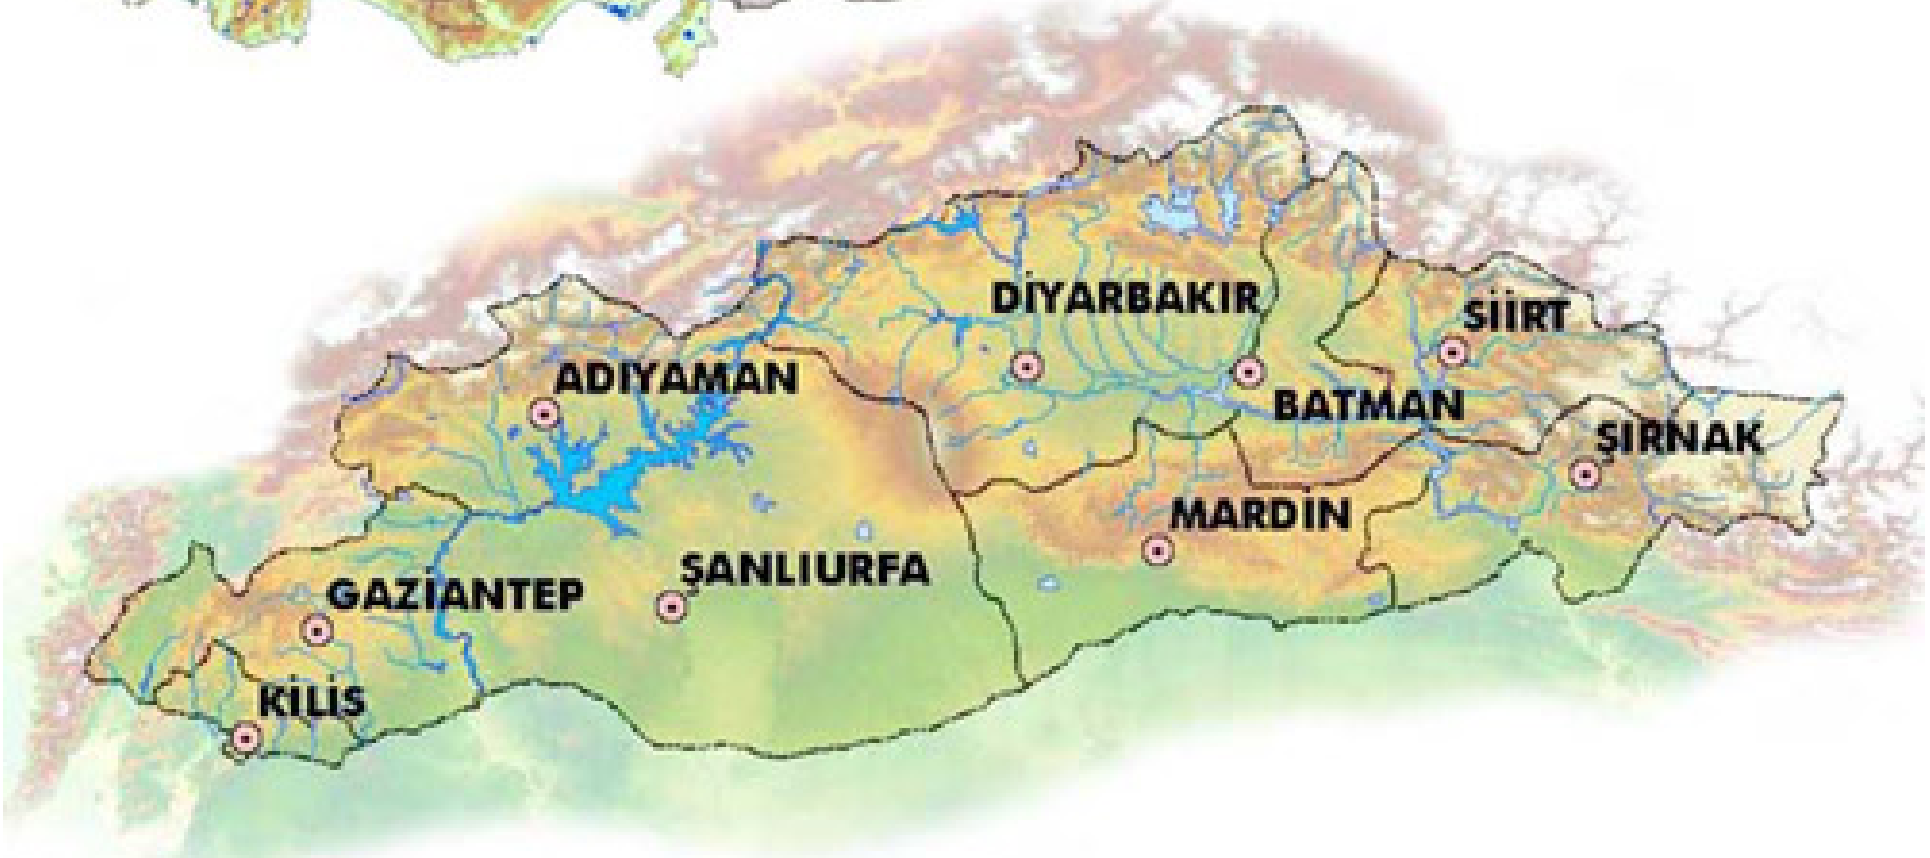 DİYARBAKIR
SİİRT
ADIYAMAN
BATMAN
ŞIRNAK
MARDİN
ŞANLIURFA
GAZİANTEP
KİLİS